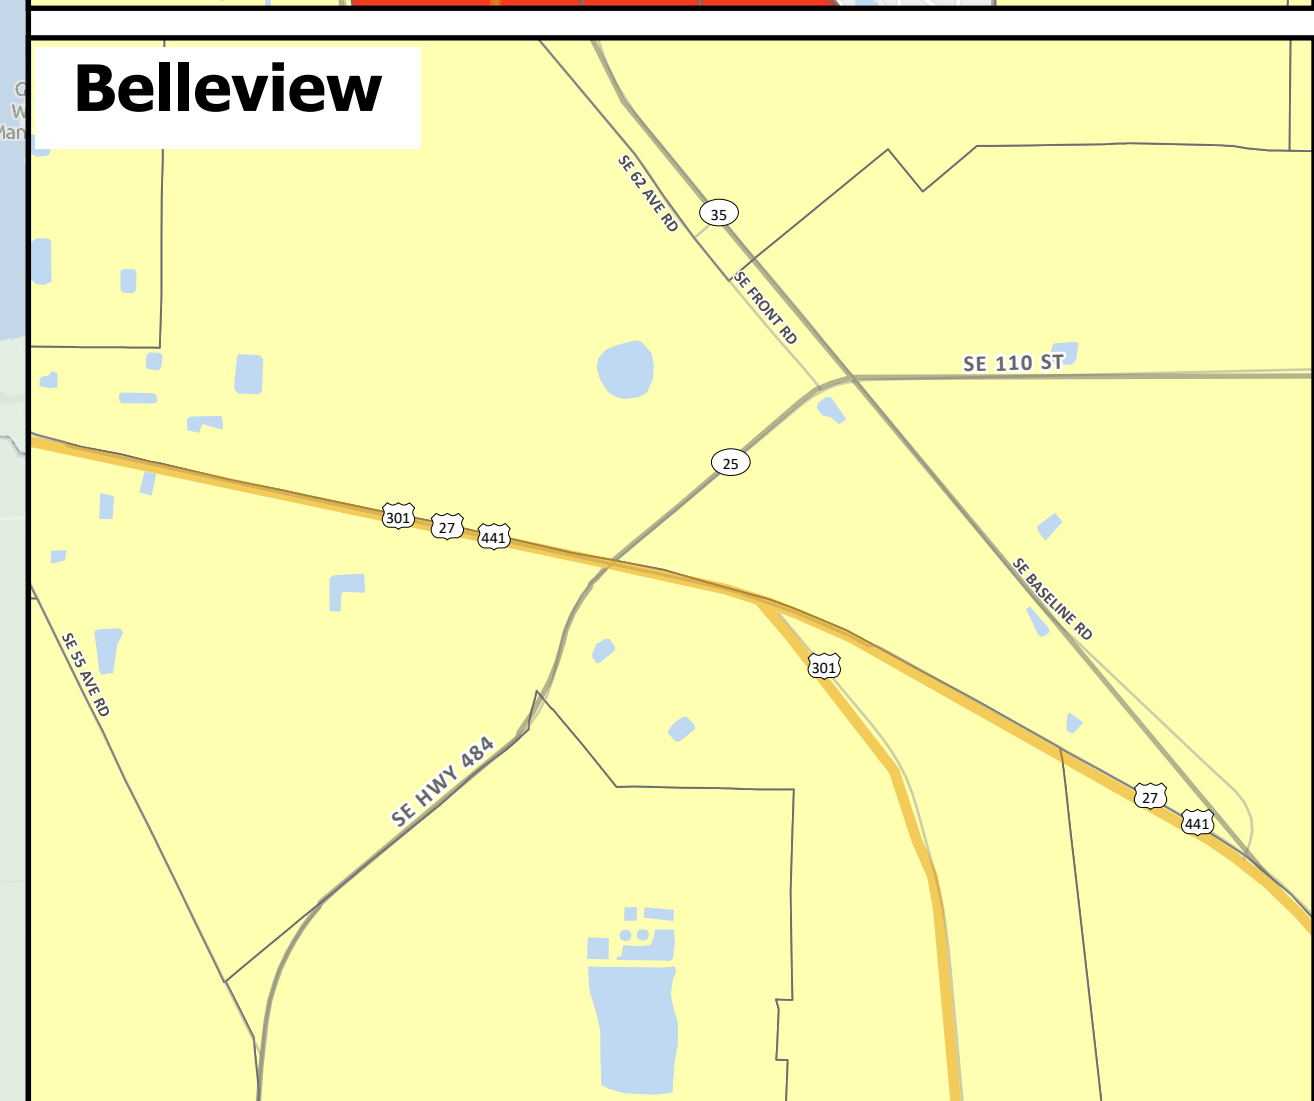 Belleview
SE 62 AVE RD
35
SE FRONT RD
SE 110 ST
25
301
27
441
SE BASELINE RD
SE 55 AVE RD
301
SE HWY 484
27
441